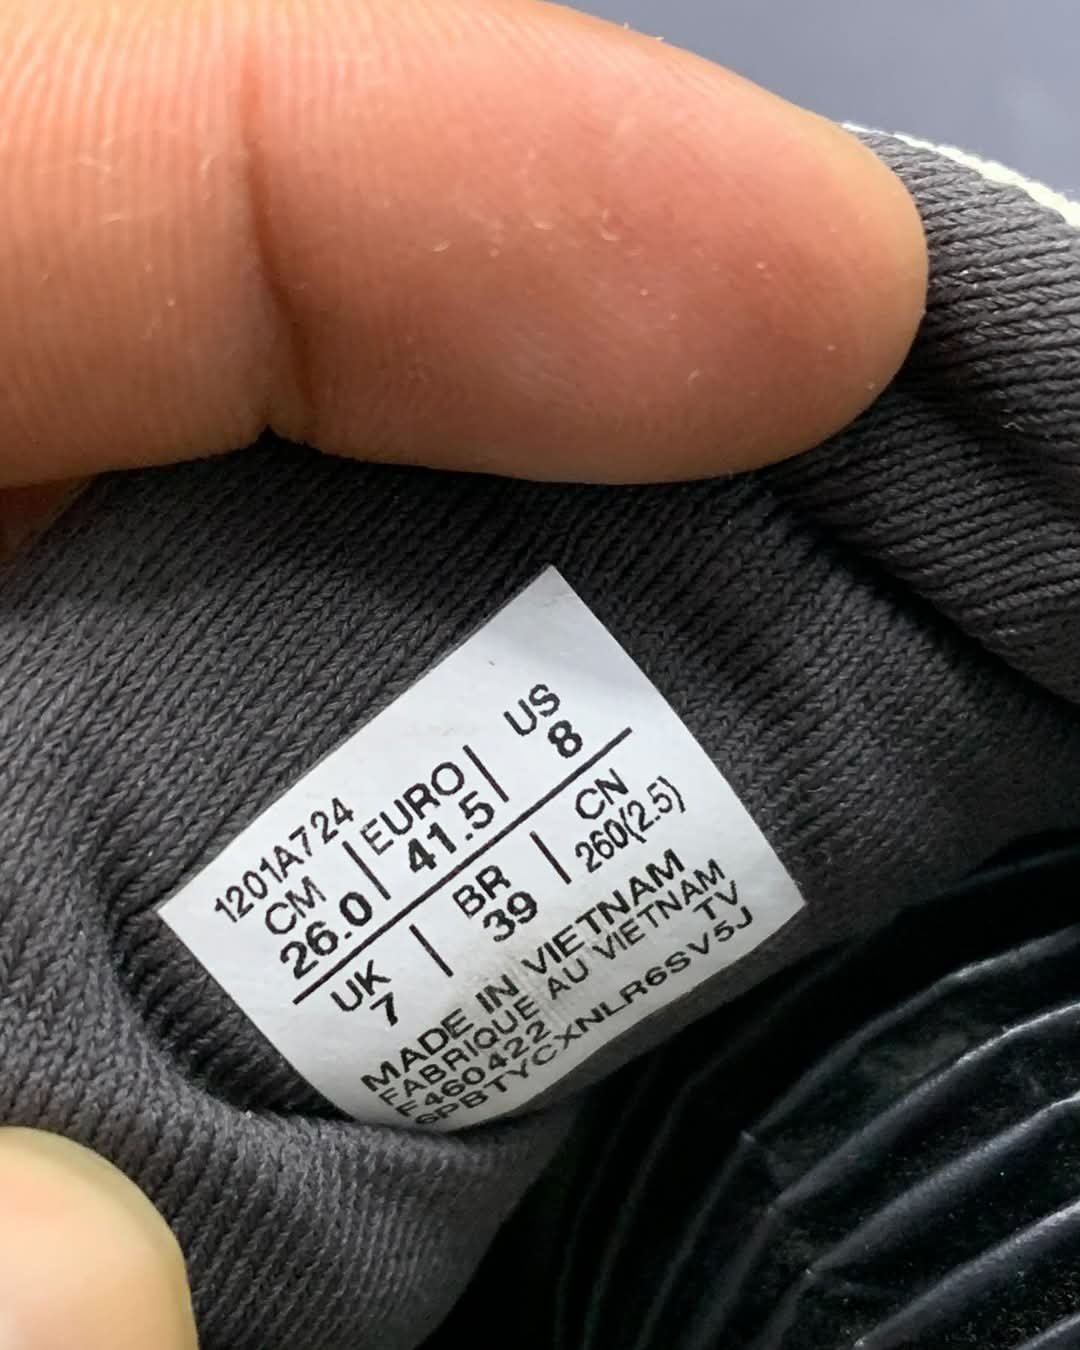 1201A724
CM | EURO | US
26.0 | 41.5 | 8
UK | BR | CN
7 | 39 | 260(2.5)
MADE IN VIETNAM
FABRIQUE AU VIETNAM
F460422 TV
6PBTYCXNLR6SV5J